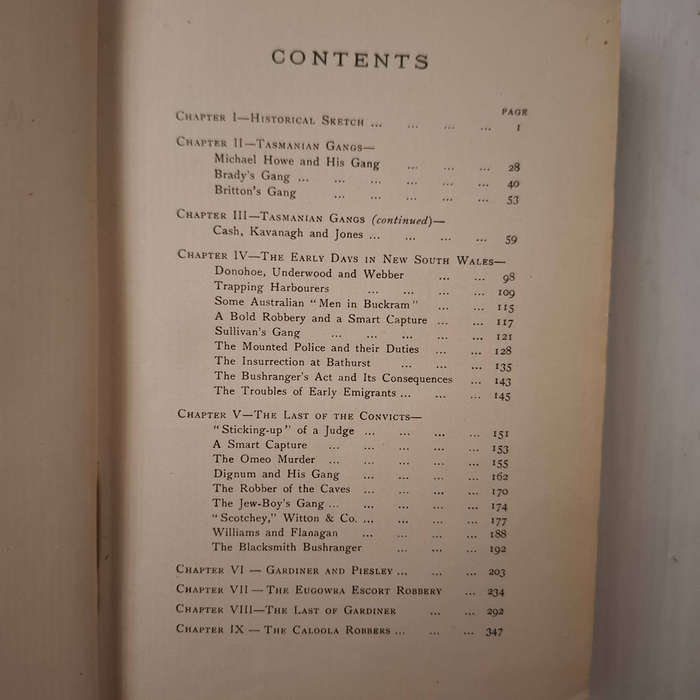 CONTENTS
PAGE
CHAPTER I—HISTORICAL SKETCH ... ... ... ... 1
CHAPTER II—TASMANIAN GANGS—
Michael Howe and His Gang ... ... ... 28
Brady's Gang ... ... ... ... ... 40
Britton's Gang ... ... ... ... ... 53
CHAPTER III—TASMANIAN GANGS (continued)—
Cash, Kavanagh and Jones ... ... ... ... 59
CHAPTER IV—THE EARLY DAYS IN NEW SOUTH WALES—
Donohoe, Underwood and Webber ... ... 98
Trapping Harbourers ... ... ... ... 109
Some Australian "Men in Buckram" ... ... 115
A Bold Robbery and a Smart Capture ... ... 117
Sullivan's Gang ... ... ... ... 121
The Mounted Police and their Duties ... ... 128
The Insurrection at Bathurst ... ... ... 135
The Bushranger's Act and Its Consequences ... 143
The Troubles of Early Emigrants ... ... ... 145
CHAPTER V—THE LAST OF THE CONVICTS—
"Sticking-up" of a Judge ... ... ... ... 151
A Smart Capture ... ... ... ... ... 153
The Omeo Murder ... ... ... ... ... 155
Dignum and His Gang ... ... ... ... 162
The Robber of the Caves ... ... ... ... 170
The Jew-Boy's Gang ... ... ... ... ... 174
"Scotchey," Witton & Co. ... ... ... ... 177
Williams and Flanagan ... ... ... ... 188
The Blacksmith Bushranger ... ... ... 192
CHAPTER VI — GARDINER AND PIESLEY ... ... ... 203
CHAPTER VII — THE EUGOWRA ESCORT ROBBERY ... 234
CHAPTER VIII—THE LAST OF GARDINER ... ... 292
CHAPTER IX — THE CALOOLA ROBBERS ... ... ... 347